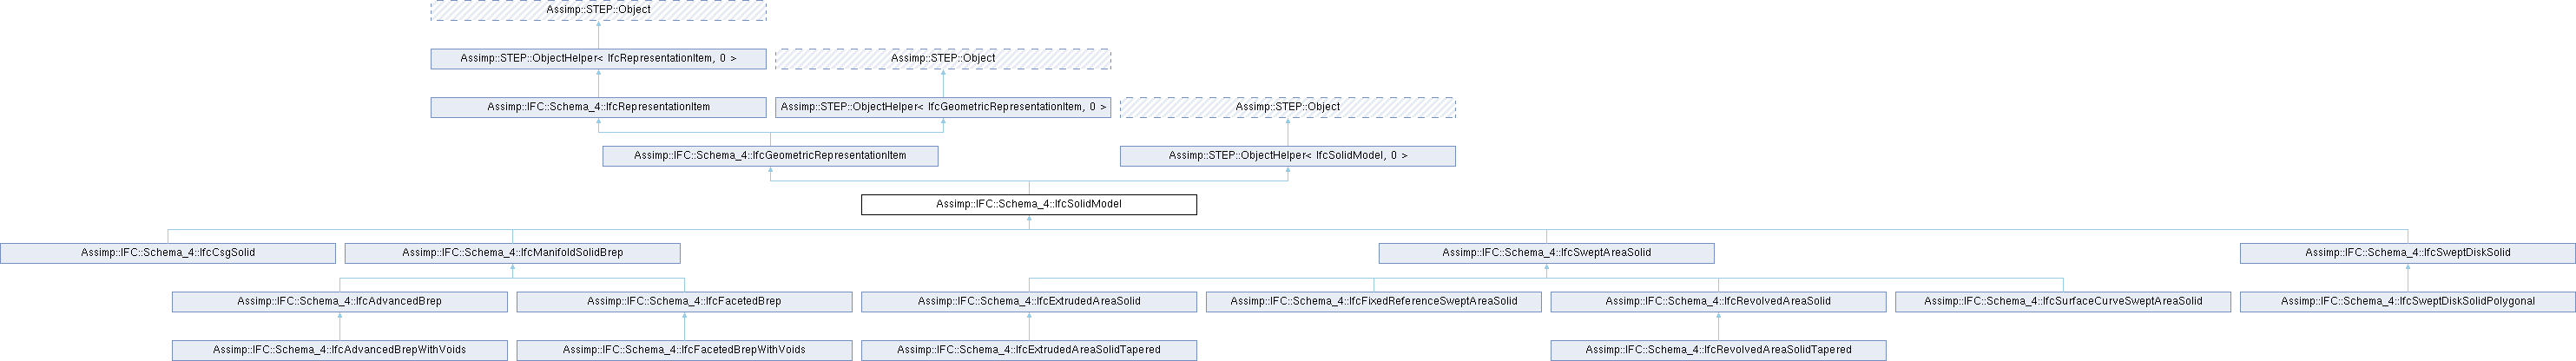 Assimp::STEP::Object
Assimp::STEP::ObjectHelper< IfcRepresentationItem, 0 >
Assimp::STEP::Object
Assimp::IFC::Schema_4::IfcRepresentationItem
Assimp::STEP::ObjectHelper< IfcGeometricRepresentationItem, 0 >
Assimp::STEP::Object
Assimp::IFC::Schema_4::IfcGeometricRepresentationItem
Assimp::STEP::ObjectHelper< IfcSolidModel, 0 >
Assimp::IFC::Schema_4::IfcSolidModel
Assimp::IFC::Schema_4::IfcCsgSolid
Assimp::IFC::Schema_4::IfcManifoldSolidBrep
Assimp::IFC::Schema_4::IfcSweptAreaSolid
Assimp::IFC::Schema_4::IfcSweptDiskSolid
Assimp::IFC::Schema_4::IfcAdvancedBrep
Assimp::IFC::Schema_4::IfcFacetedBrep
Assimp::IFC::Schema_4::IfcExtrudedAreaSolid
Assimp::IFC::Schema_4::IfcFixedReferenceSweptAreaSolid
Assimp::IFC::Schema_4::IfcRevolvedAreaSolid
Assimp::IFC::Schema_4::IfcSurfaceCurveSweptAreaSolid
Assimp::IFC::Schema_4::IfcSweptDiskSolidPolygonal
Assimp::IFC::Schema_4::IfcAdvancedBrepWithVoids
Assimp::IFC::Schema_4::IfcFacetedBrepWithVoids
Assimp::IFC::Schema_4::IfcExtrudedAreaSolidTapered
Assimp::IFC::Schema_4::IfcRevolvedAreaSolidTapered